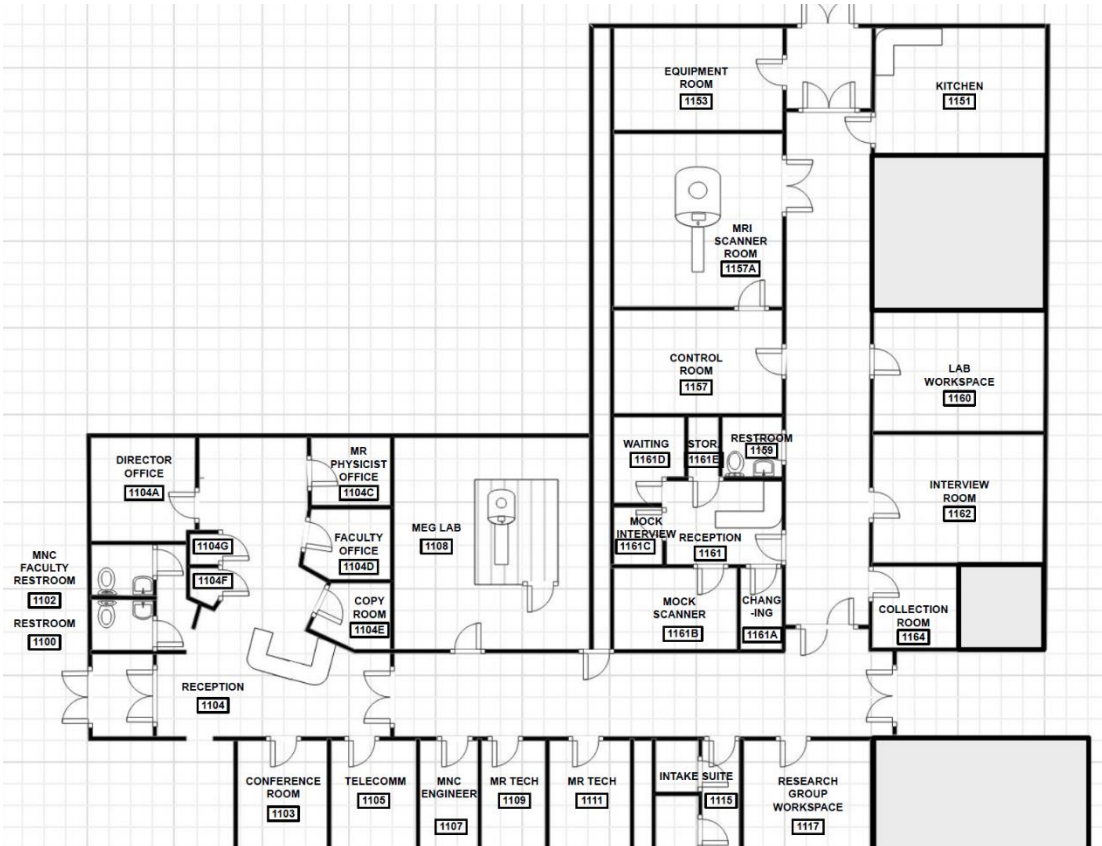 EQUIPMENT
ROOM
1153
KITCHEN
1151
MRI
SCANNER
ROOM
1157A
CONTROL
ROOM
1157
LAB
WORKSPACE
1160
WAITING
1161D
STOR.
1161E
RESTROOM
1159
DIRECTOR
OFFICE
1104A
MR
PHYSICIST
OFFICE
1104C
MEG LAB
1108
INTERVIEW
ROOM
1162
MOCK
INTERVIEW
1161C
RECEPTION
1161
1104G
FACULTY
OFFICE
1104D
1104F
MNC
FACULTY
RESTROOM
1102
RESTROOM
1100
COPY
ROOM
1104E
MOCK
SCANNER
1161B
CHANG
-ING
1161A
COLLECTION
ROOM
1164
RECEPTION
1104
CONFERENCE
ROOM
1103
TELECOMM
1105
MNC
ENGINEER
1107
MR TECH
1109
MR TECH
1111
INTAKE SUITE
1115
RESEARCH
GROUP
WORKSPACE
1117